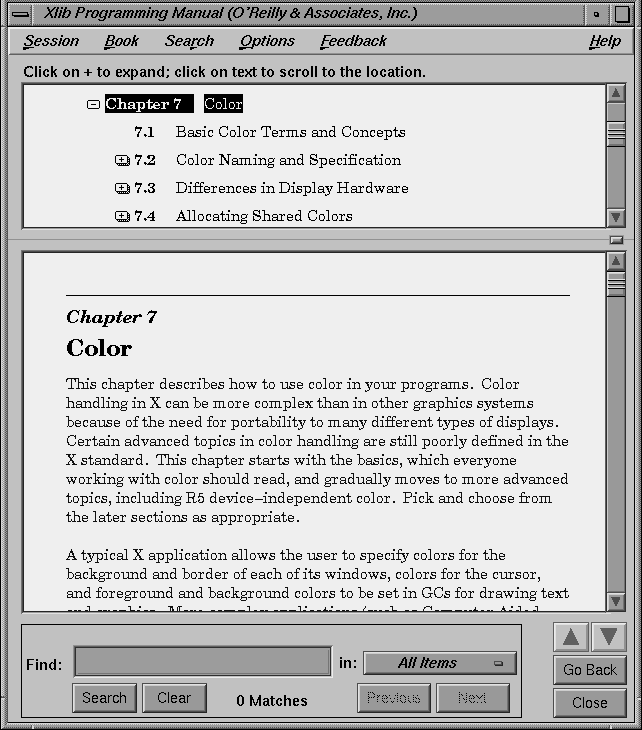 Xlib Programming Manual (O'Reilly & Associates, Inc.)
Session Book Search Options Feedback Help
Click on + to expand; click on text to scroll to the location.
Chapter 7 Color
7.1 Basic Color Terms and Concepts
7.2 Color Naming and Specification
7.3 Differences in Display Hardware
7.4 Allocating Shared Colors
Chapter 7
Color
This chapter describes how to use color in your programs. Color
handling in X can be more complex than in other graphics systems
because of the need for portability to many different types of displays.
Certain advanced topics in color handling are still poorly defined in the
X standard. This chapter starts with the basics, which everyone
working with color should read, and gradually moves to more advanced
topics, including R5 device-independent color. Pick and choose from
the later sections as appropriate.
A typical X application allows the user to specify colors for the
background and border of each of its windows, colors for the cursor,
and foreground and background colors to be set in GCs for drawing text
and graphics. More complex applications (such as Computer Aided
Find: in: All Items
Search Clear 0 Matches Previous Next
Go Back
Close